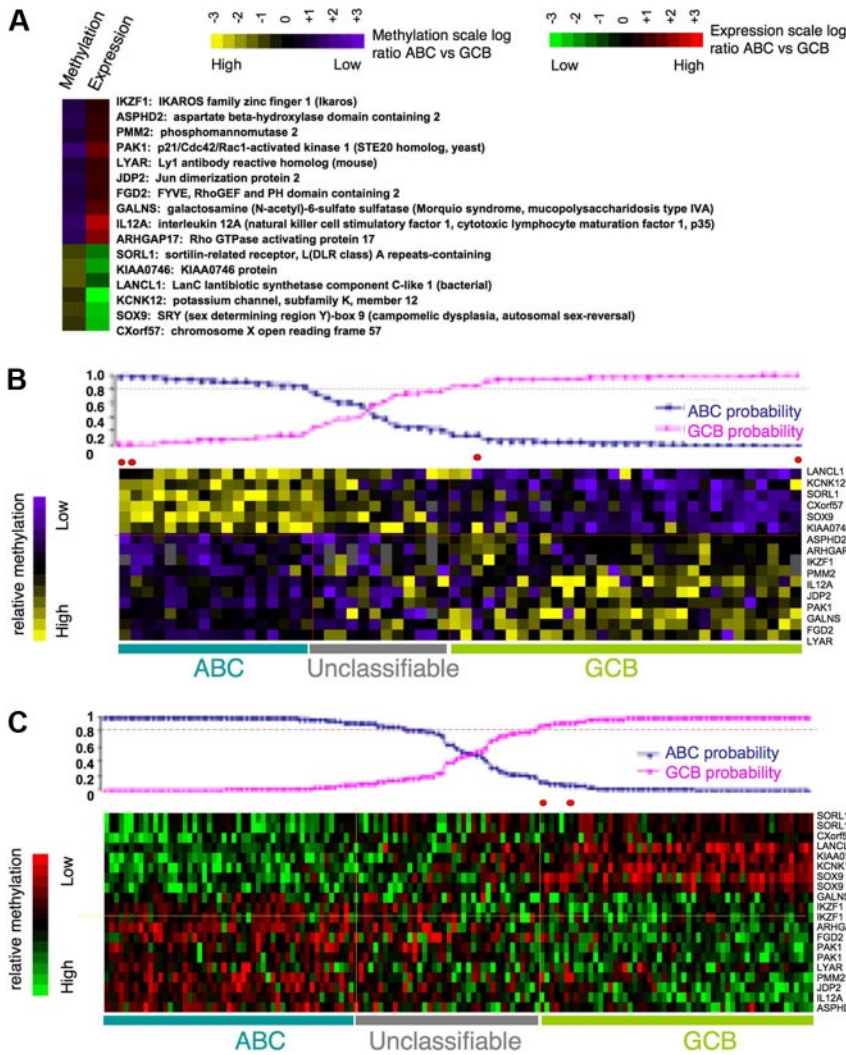 A
Methylation
Expression
-3 -2 -1 0 +1 +2 +3
High Low
Methylation scale log
ratio ABC vs GCB
-3 -2 -1 0 +1 +2 +3
Low High
Expression scale log
ratio ABC vs GCB
IKZF1: IKAROS family zinc finger 1 (Ikaros)
ASPHD2: aspartate beta-hydroxylase domain containing 2
PMM2: phosphomannomutase 2
PAK1: p21/Cdc42/Rac1-activated kinase 1 (STE20 homolog, yeast)
LYAR: Ly1 antibody reactive homolog (mouse)
JDP2: Jun dimerization protein 2
FGD2: FYVE, RhoGEF and PH domain containing 2
GALNS: galactosamine (N-acetyl)-6-sulfate sulfatase (Morquio syndrome, mucopolysaccharidosis type IVA)
IL12A: interleukin 12A (natural killer cell stimulatory factor 1, cytotoxic lymphocyte maturation factor 1, p35)
ARHGAP17: Rho GTPase activating protein 17
SORL1: sortilin-related receptor, L(DLR class) A repeats-containing
KIAA0746: KIAA0746 protein
LANCL1: LanC lantibiotic synthetase component C-like 1 (bacterial)
KCNK12: potassium channel, subfamily K, member 12
SOX9: SRY (sex determining region Y)-box 9 (campomelic dysplasia, autosomal sex-reversal)
CXorf57: chromosome X open reading frame 57
B
1.0
0.8
0.6
0.4
0.2
0
ABC probability
GCB probability
relative methylation
Low
High
LANCL1
KCNK12
SORL1
CXorf57
SOX9
KIAA074
ASPHD2
ARHGAP
IKZF1
PMM2
IL12A
JDP2
PAK1
GALNS
FGD2
LYAR
ABC Unclassifiable GCB
C
1
0.8
0.6
0.4
0.2
0
ABC probability
GCB probability
relative methylation
Low
High
SORL1
SORL1
CXorf5
LANCL
KIAA07
KCNK1
SOX9
SOX9
GALNS
IKZF1
IKZF1
ARHGA
FGD2
PAK1
PAK1
LYAR
PMM2
JDP2
IL12A
ASPHD
ABC Unclassifiable GCB